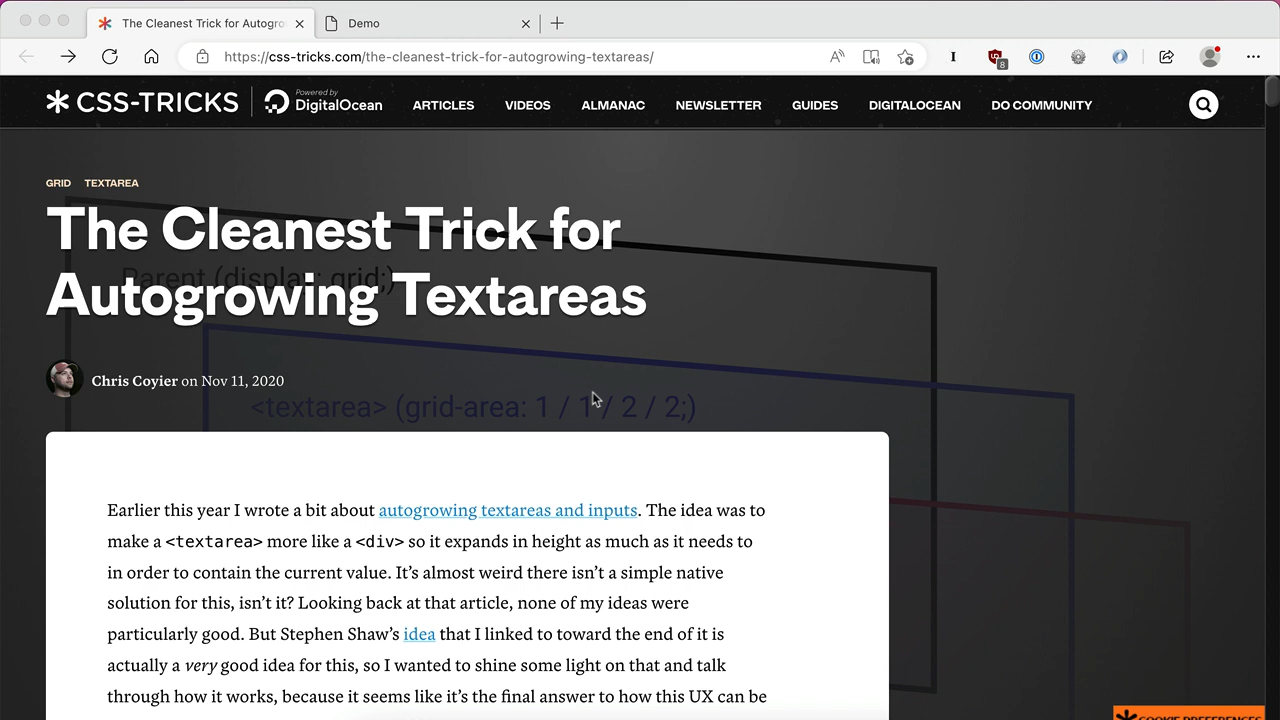 The Cleanest Trick for Autogro
Demo
https://css-tricks.com/the-cleanest-trick-for-autogrowing-textareas/
8
CSS-TRICKS
Powered by
DigitalOcean
ARTICLES
VIDEOS
ALMANAC
NEWSLETTER
GUIDES
DIGITALOCEAN
DO COMMUNITY
GRID TEXTAREA
The Cleanest Trick for
Parent (display: grid;)
Autogrowing Textareas
Chris Coyier on Nov 11, 2020
<textarea> (grid-area: 1 / 1 / 2 / 2;)
Earlier this year I wrote a bit about autogrowing textareas and inputs. The idea was to
make a <textarea> more like a <div> so it expands in height as much as it needs to
in order to contain the current value. It’s almost weird there isn’t a simple native
solution for this, isn’t it? Looking back at that article, none of my ideas were
particularly good. But Stephen Shaw’s idea that I linked to toward the end of it is
actually a very good idea for this, so I wanted to shine some light on that and talk
through how it works, because it seems like it’s the final answer to how this UX can be
COOKIE PREFERENCES